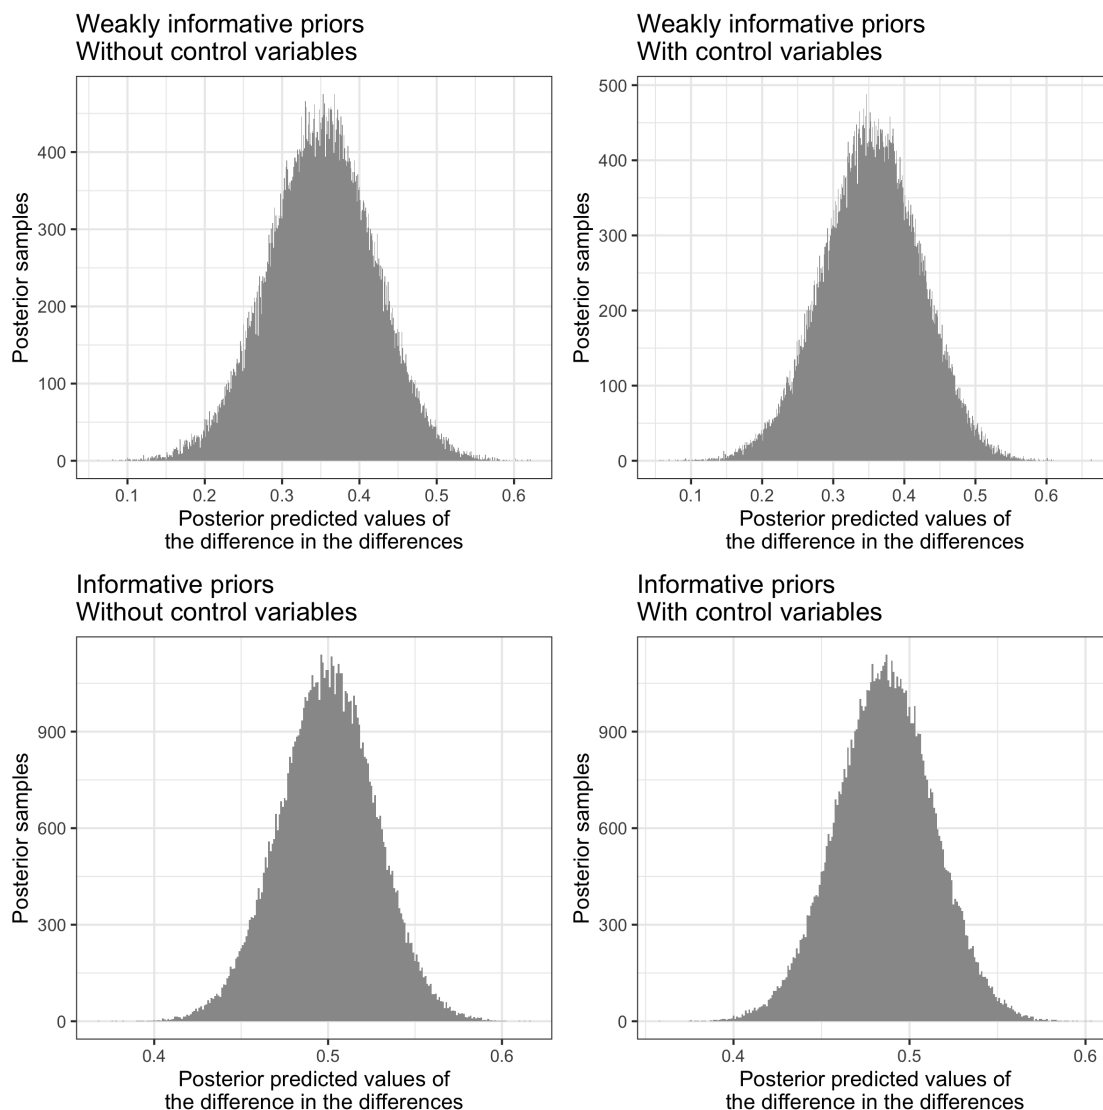 Weakly informative priors
Without control variables
400
300
200
100
0
Posterior samples
0.1 0.2 0.3 0.4 0.5 0.6
Posterior predicted values of
the difference in the differences
Weakly informative priors
With control variables
500
400
300
200
100
0
Posterior samples
0.1 0.2 0.3 0.4 0.5 0.6
Posterior predicted values of
the difference in the differences
Informative priors
Without control variables
900
600
300
0
Posterior samples
0.4 0.5 0.6
Posterior predicted values of
the difference in the differences
Informative priors
With control variables
900
600
300
0
Posterior samples
0.4 0.5 0.6
Posterior predicted values of
the difference in the differences